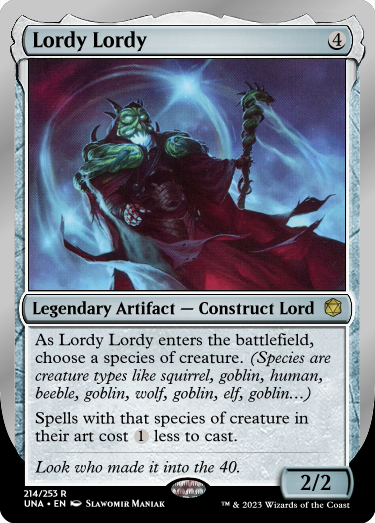 Lordy Lordy 4
Legendary Artifact — Construct Lord
As Lordy Lordy enters the battlefield,
choose a species of creature. (Species are
creature types like squirrel, goblin, human,
beeble, goblin, wolf, goblin, elf, goblin…)
Spells with that species of creature in
their art cost 1 less to cast.
Look who made it into the 40.
2/2
214/253 R
UNA • EN SLAWOMIR MANIAK ™ & 2023 Wizards of the Coast